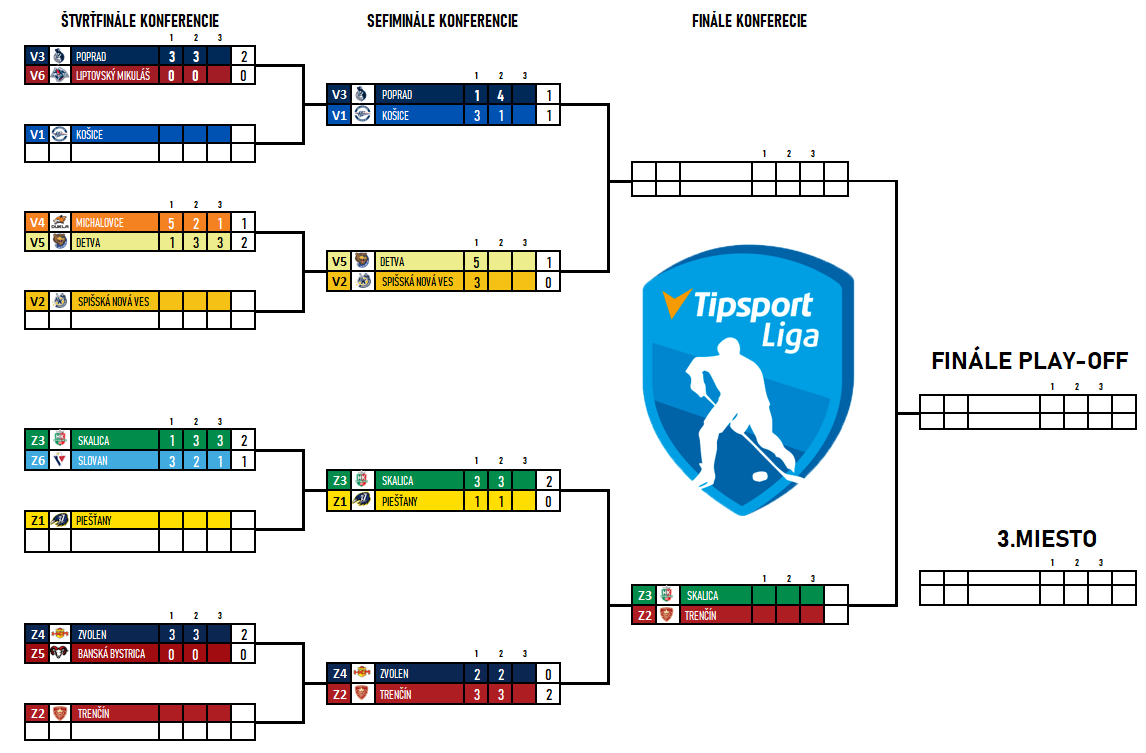 ŠTVRŤFINÁLE KONFERENCIE
SEFIMINÁLE KONFERENCIE
FINÁLE KONFERECIE
1 2 3
V3 POPRAD 3 3 2
V6 LIPTOVSKÝ MIKULÁŠ 0 0 0
1 2 3
V3 POPRAD 1 4 1
V1 KOŠICE 3 1 1
V1 KOŠICE
1 2 3
1 2 3
V4 MICHALOVCE 5 2 1 1
DUKLA
V5 DETVA 1 3 3 2
1 2 3
V5 DETVA 5 1
V2 SPIŠSKÁ NOVÁ VES 3 0
V2 SPIŠSKÁ NOVÁ VES
Tipsport
Liga
FINÁLE PLAY-OFF
1 2 3
1 2 3
Z3 SKALICA 1 3 3 2
Z6 SLOVAN 3 2 1 1
1 2 3
Z3 SKALICA 3 3 2
Z1 PIEŠŤANY 1 1 0
Z1 PIEŠŤANY
3.MIESTO
1 2 3
1 2 3
Z3 SKALICA
Z2 TRENČÍN
1 2 3
Z4 ZVOLEN 3 3 2
Z5 BANSKÁ BYSTRICA 0 0 0
1 2 3
Z4 ZVOLEN 2 2 0
Z2 TRENČÍN 3 3 2
Z2 TRENČÍN